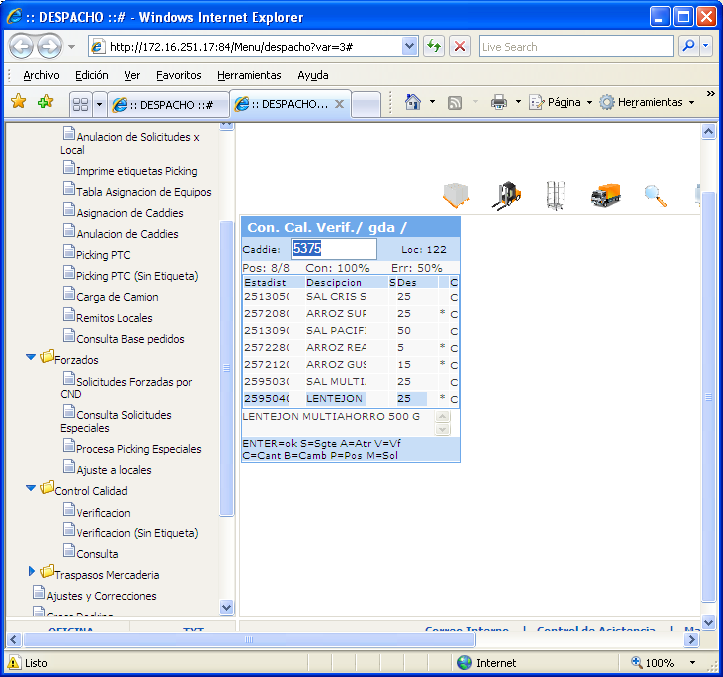 :: DESPACHO ::# - Windows Internet Explorer
http://172.16.251.17:84/Menu/despacho?var=3#
Live Search
Archivo Edición Ver Favoritos Herramientas Ayuda
:: DESPACHO ::#
:: DESPACHO...
Página
Herramientas
Anulacion de Solicitudes x
Local
Imprime etiquetas Picking
Tabla Asignacion de Equipos
Asignacion de Caddies
Anulacion de Caddies
Picking PTC
Picking PTC (Sin Etiqueta)
Carga de Camion
Remitos Locales
Consulta Base pedidos
Forzados
Solicitudes Forzadas por
CND
Consulta Solicitudes
Especiales
Procesa Picking Especiales
Ajuste a locales
Control Calidad
Verificacion
Verificacion (Sin Etiqueta)
Consulta
Traspasos Mercaderia
Ajustes y Correcciones
Cross Docking
OFICINA TXT
Con. Cal. Verif./ gda /
Caddie: 5375 Loc: 122
Pos: 8/8 Con: 100% Err: 50%
Estadist Descipcion SDes C
251305( SAL CRIS S 25 C
257208( ARROZ SUF 25 * C
251309( SAL PACIF 50 C
257228( ARROZ REA 5 * C
257212( ARROZ GUS 15 * C
259503( SAL MULTI. 25 C
259504( LENTEJON 25 * C
LENTEJON MULTIAHORRO 500 G
ENTER=ok S=Sgte A=Atr V=Vf
C=Cant B=Camb P=Pos M=Sol
Correo Interno | Control de Asistencia | Ma
Listo
Internet
100%